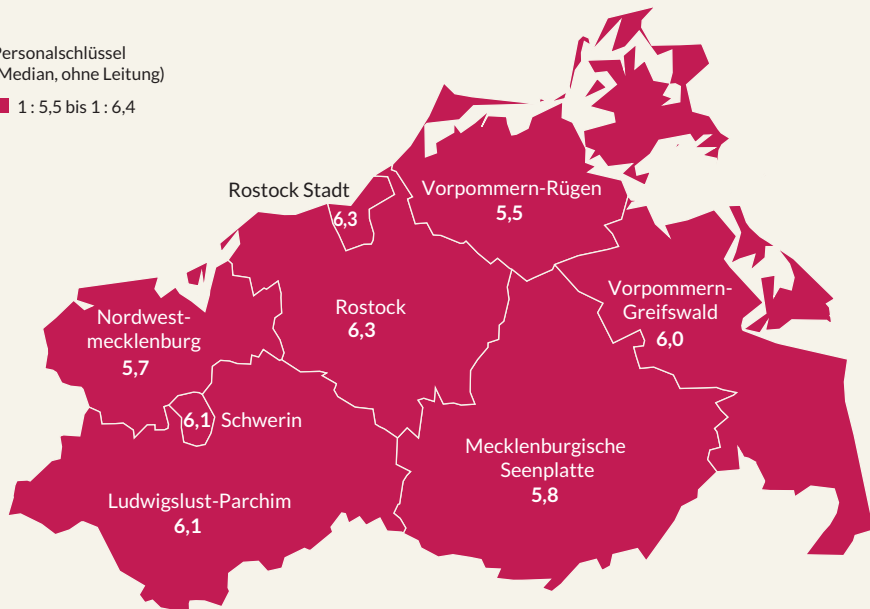 Personalschlüssel
Median, ohne Leitung)
1 : 5,5 bis 1 : 6,4
Rostock Stadt
6,3
Vorpommern-Rügen
5,5
Vorpommern-
Greifswald
6,0
Rostock
6,3
Nordwest-
mecklenburg
5,7
6,1 Schwerin
Mecklenburgische
Seenplatte
5,8
Ludwigslust-Parchim
6,1